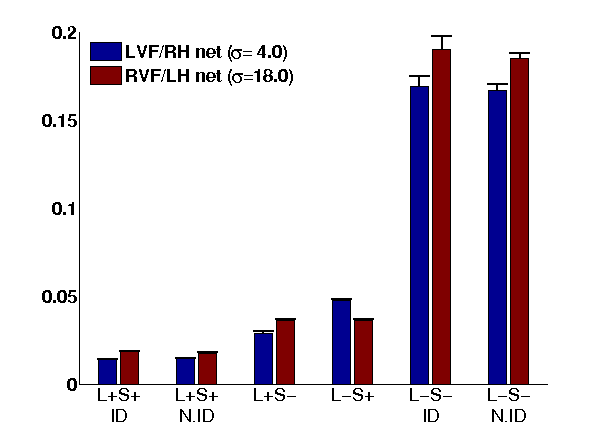 0.2
LVF/RH net (σ= 4.0)
RVF/LH net (σ=18.0)
0.15
0.1
0.05
0
L+S+ L+S+ L+S− L−S+ L−S− L−S−
ID N.ID ID N.ID